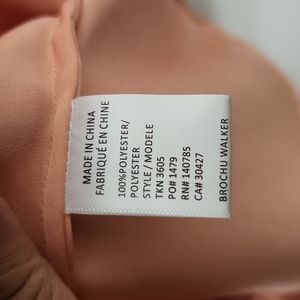 MADE IN CHINA
FABRIQUÉ EN CHINE
100%POLYESTER/
POLYESTER
STYLE / MODELE
TKN 3605
PO# 1479
RN# 140785
CA# 30427
BROCHU WALKER